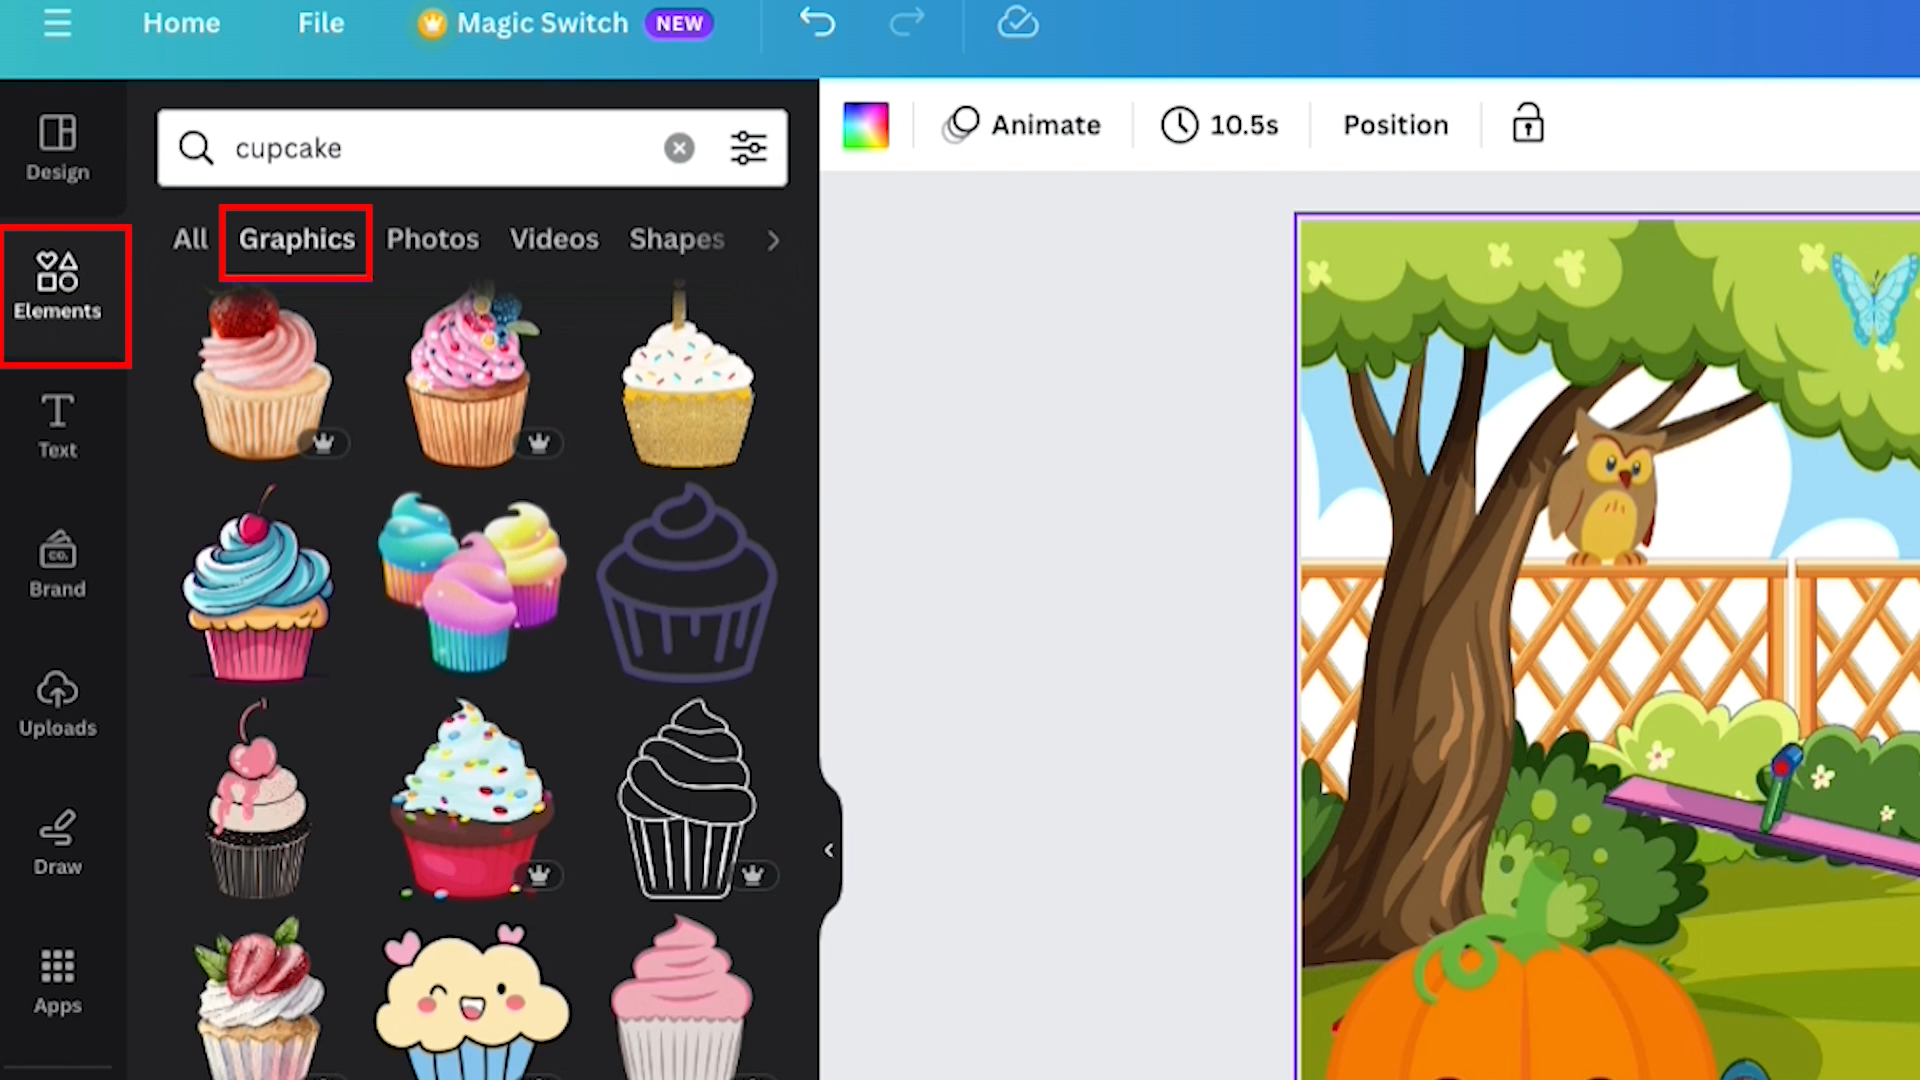 Home File Magic Switch NEW
Design
cupcake
Animate 10.5s Position
All Graphics Photos Videos Shapes
Elements
Text
CO.
Brand
Uploads
Draw
Apps